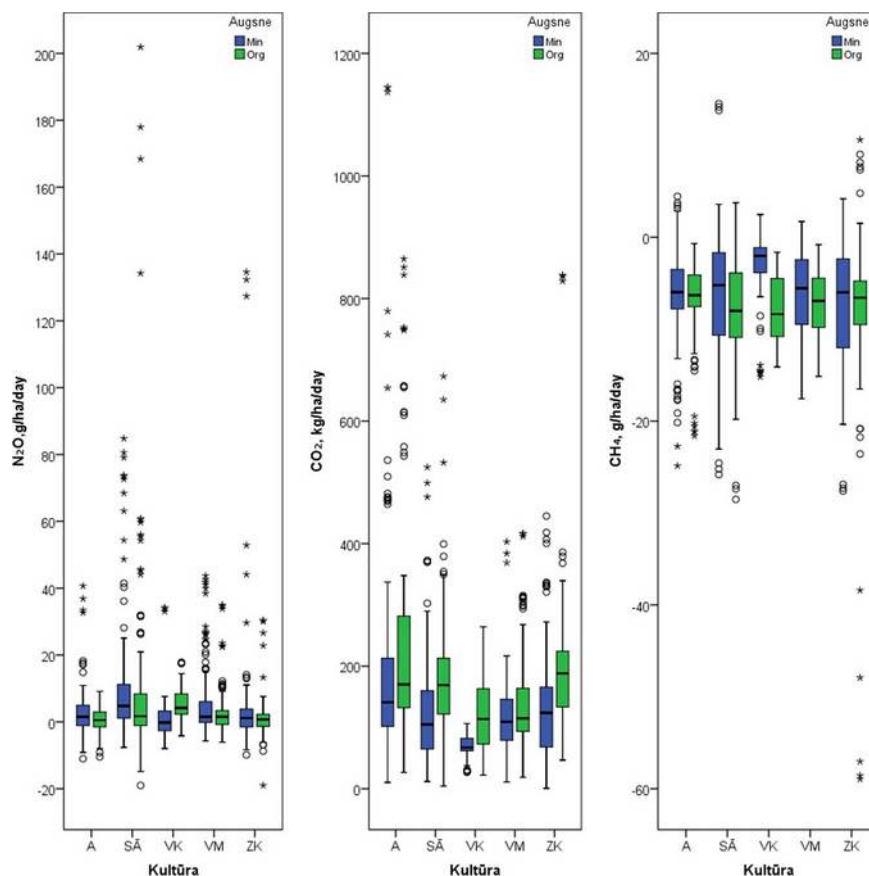 Augsne
Min
Org
N₂O,g/ha/day
200
180
160
140
120
100
80
60
40
20
0
-20
A SĀ VK VM ZK
Kultūra
Augsne
Min
Org
CO₂, kg/ha/day
1200
1000
800
600
400
200
0
A SĀ VK VM ZK
Kultūra
Augsne
Min
Org
CH₄, g/ha/day
20
0
-20
-40
-60
A SĀ VK VM ZK
Kultūra